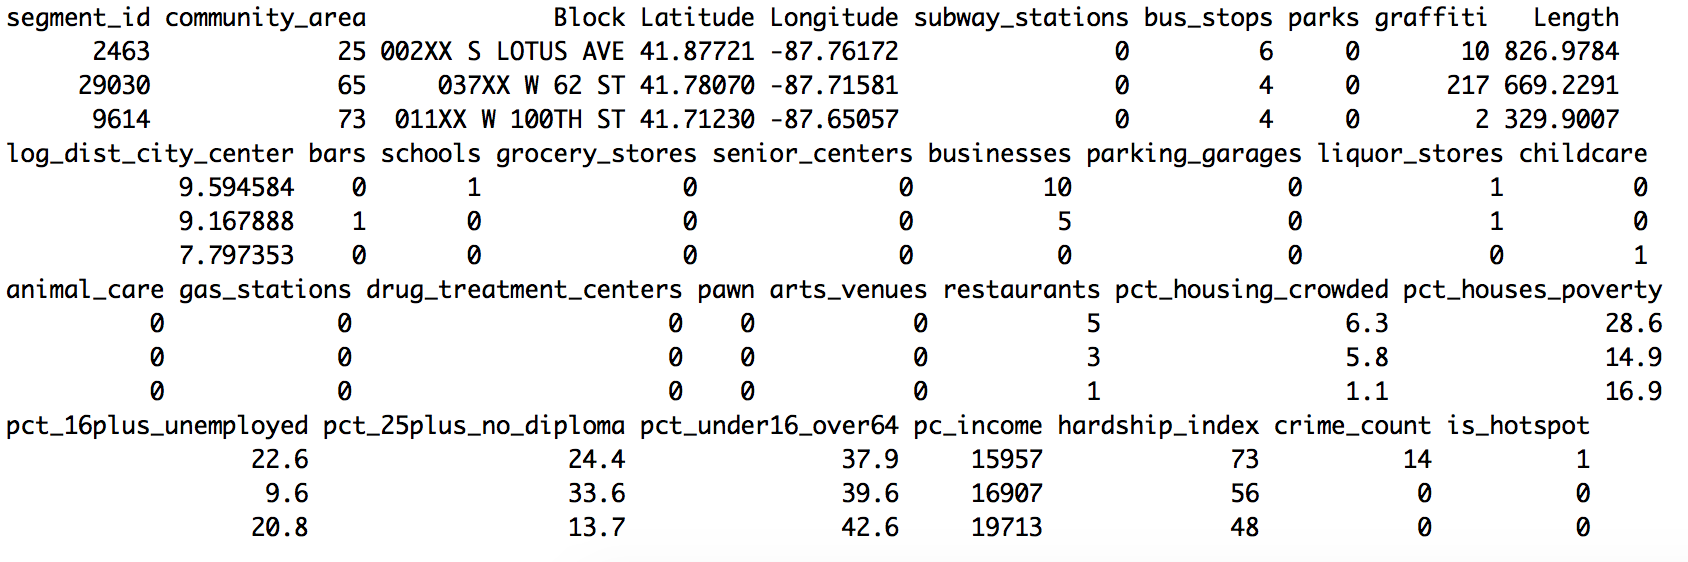 segment_id community_area Block Latitude Longitude subway_stations bus_stops parks graffiti Length
2463 25 002XX S LOTUS AVE 41.87721 -87.76172 0 6 0 10 826.9784
29030 65 037XX W 62 ST 41.78070 -87.71581 0 4 0 217 669.2291
9614 73 011XX W 100TH ST 41.71230 -87.65057 0 4 0 2 329.9007
log_dist_city_center bars schools grocery_stores senior_centers businesses parking_garages liquor_stores childcare
9.594584 0 1 0 0 10 0 1 0
9.167888 1 0 0 0 5 0 1 0
7.797353 0 0 0 0 0 0 0 1
animal_care gas_stations drug_treatment_centers pawn arts_venues restaurants pct_housing_crowded pct_houses_poverty
0 0 0 0 0 5 6.3 28.6
0 0 0 0 0 3 5.8 14.9
0 0 0 0 0 1 1.1 16.9
pct_16plus_unemployed pct_25plus_no_diploma pct_under16_over64 pc_income hardship_index crime_count is_hotspot
22.6 24.4 37.9 15957 73 14 1
9.6 33.6 39.6 16907 56 0 0
20.8 13.7 42.6 19713 48 0 0